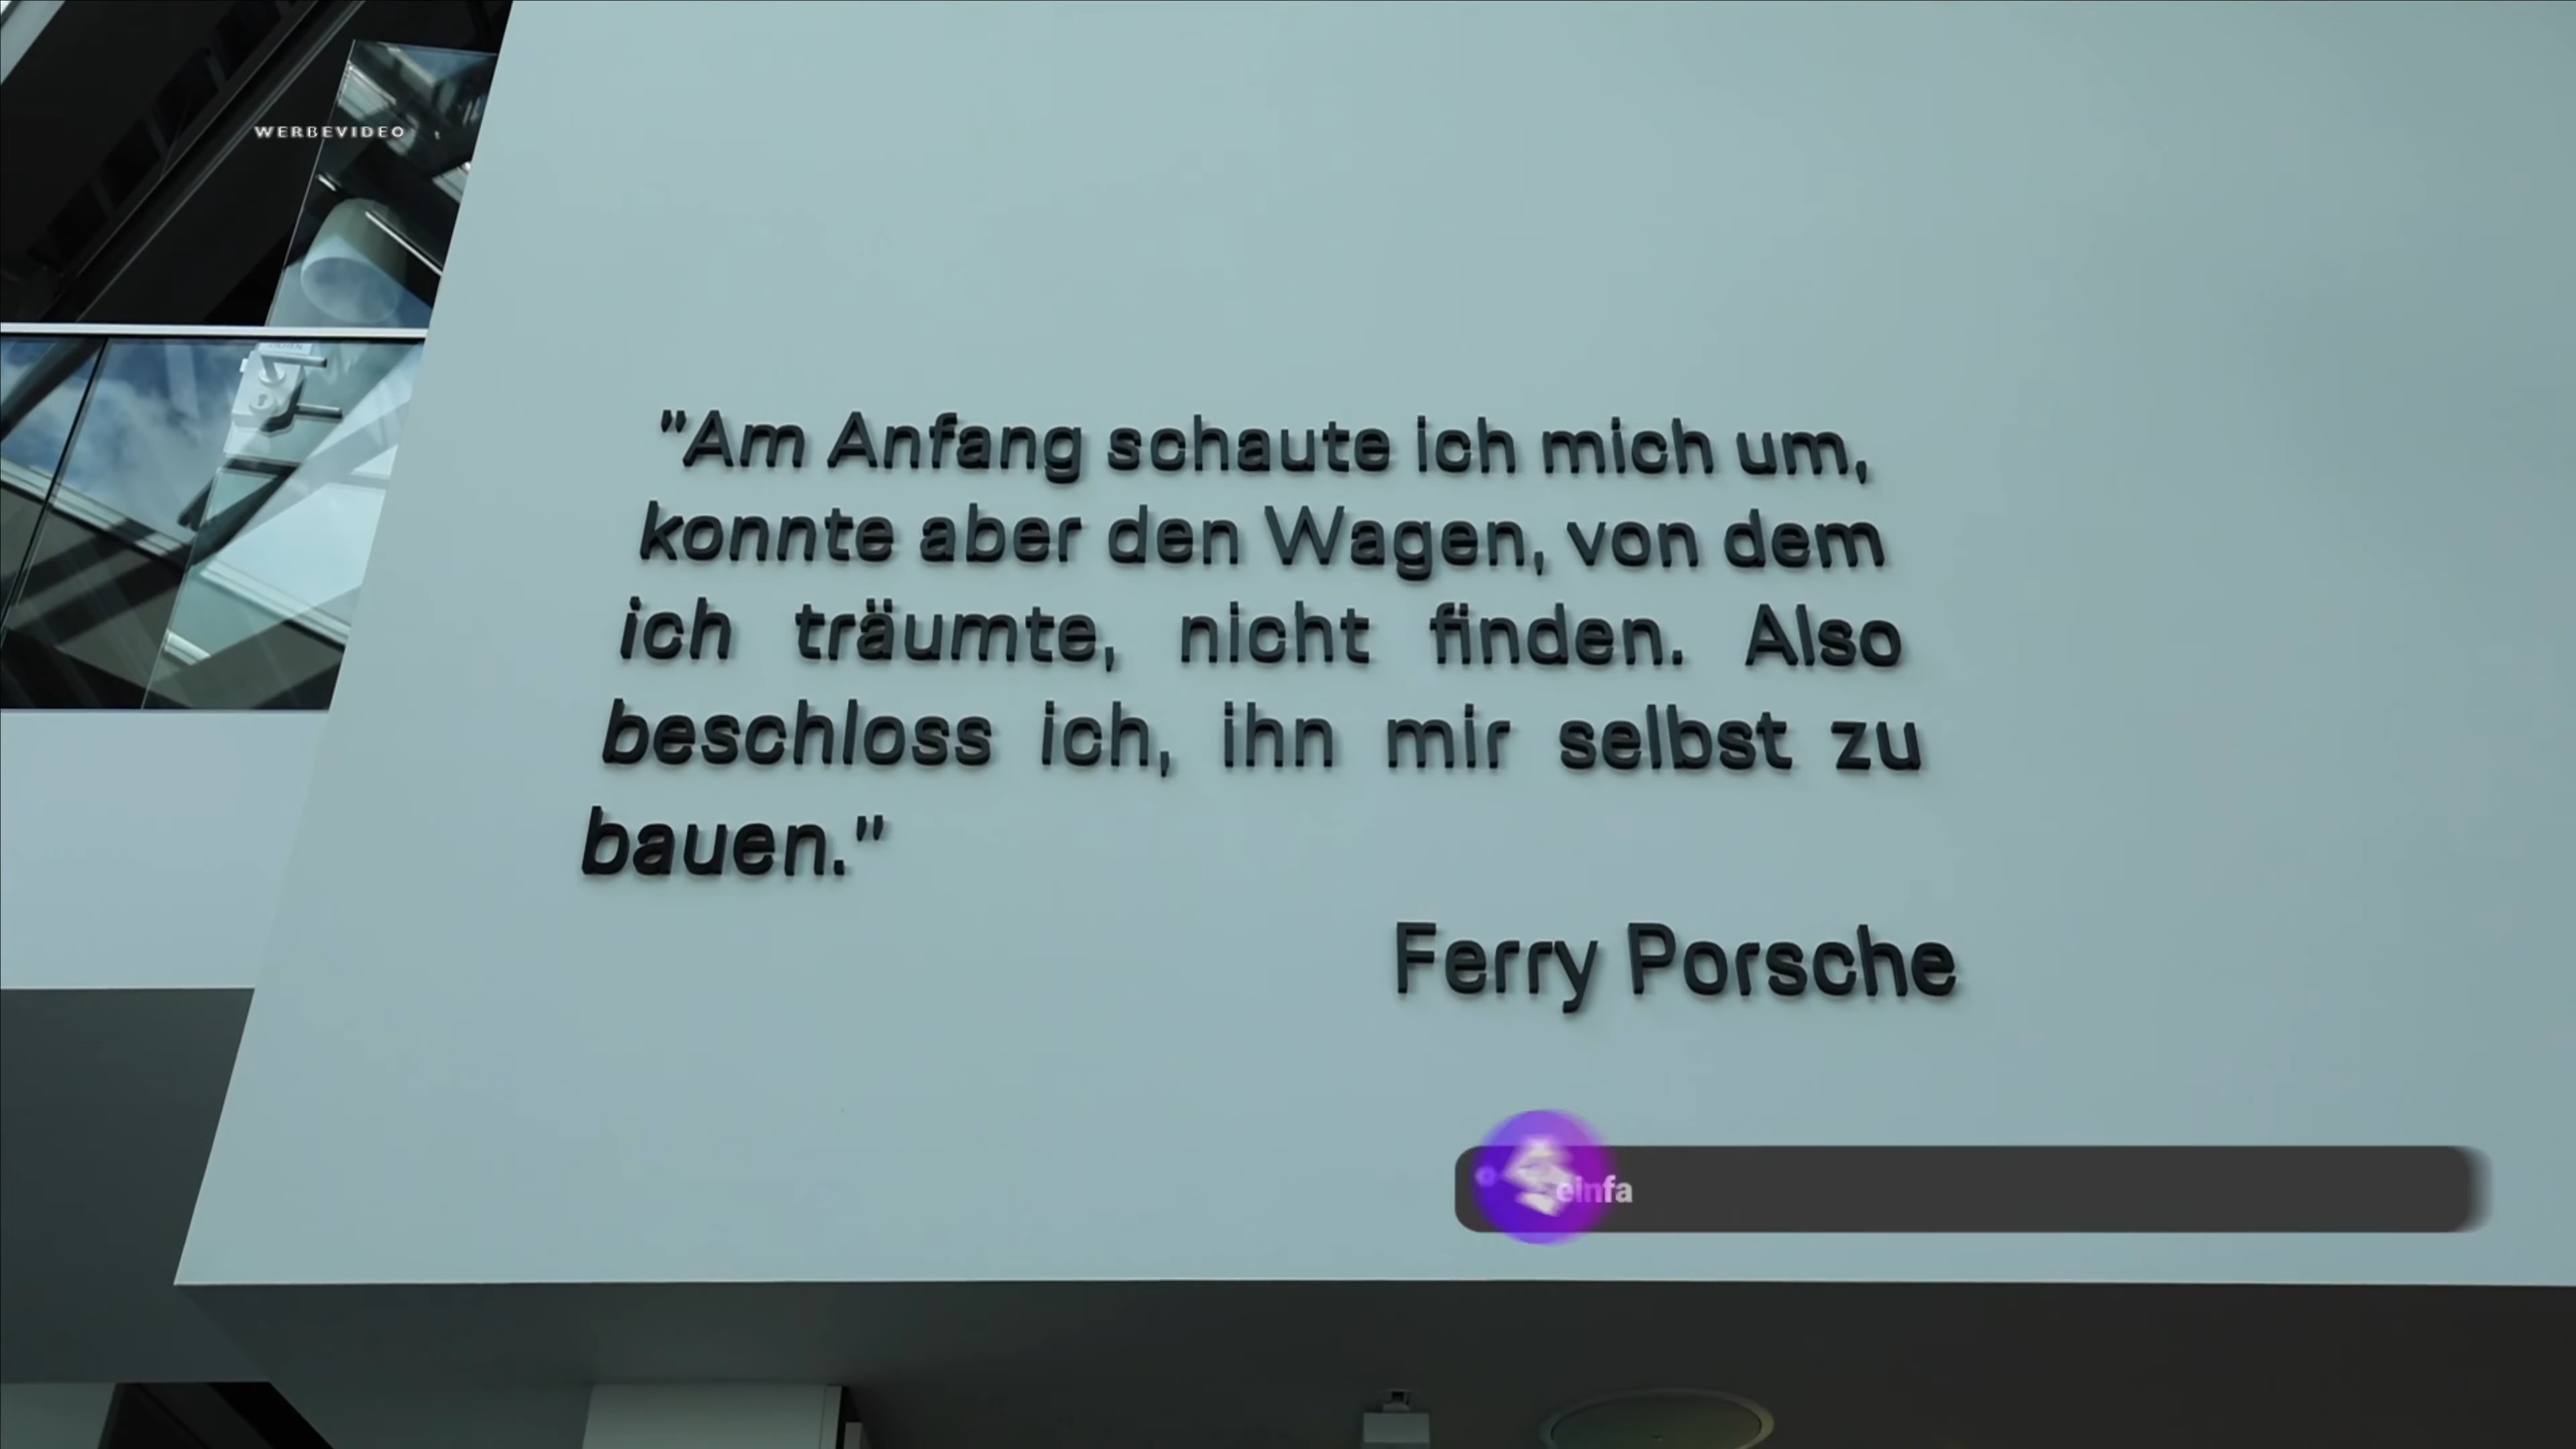 WERBEVIDEO
"Am Anfang schaute ich mich um,
konnte aber den Wagen, von dem
ich träumte, nicht finden. Also
beschloss ich, ihn mir selbst zu
bauen."
Ferry Porsche
einfa